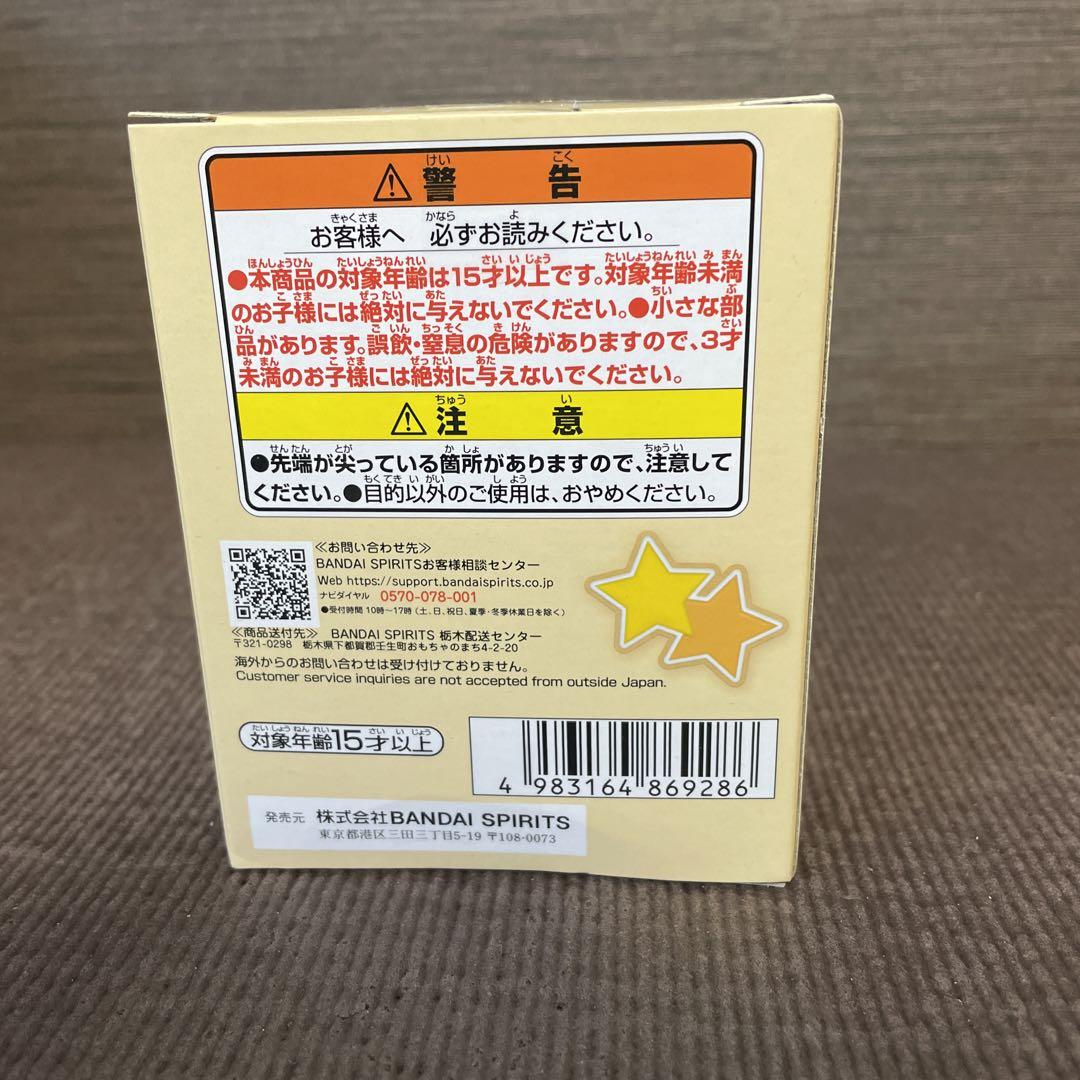 警告
お客様へ 必ずお読みください。
●本商品の対象年齢は15才以上です。対象年齢未満
のお子様には絶対に与えないでください。●小さな部
品があります。誤飲・窒息の危険がありますので、3才
未満のお子様には絶対に与えないでください。
注意
●先端が尖っている箇所がありますので、注意して
ください。●目的以外のご使用は、おやめください。
≪お問い合わせ先≫
BANDAI SPIRITSお客様相談センター
Web https://support.bandaispirits.co.jp
ナビダイヤル 0570-078-001
●受付時間 10時〜17時 (土、日、祝日、夏季・冬季休業日を除く)
≪商品送付先≫ BANDAI SPIRITS 栃木配送センター
〒321-0298 栃木県下都賀郡壬生町おもちゃのまち4-2-20
海外からのお問い合わせは受け付けておりません。
Customer service inquiries are not accepted from outside Japan.
対象年齢15才以上
4 983164 869286
発売元 株式会社BANDAI SPIRITS
東京都港区三田三丁目5-19 〒108-0073